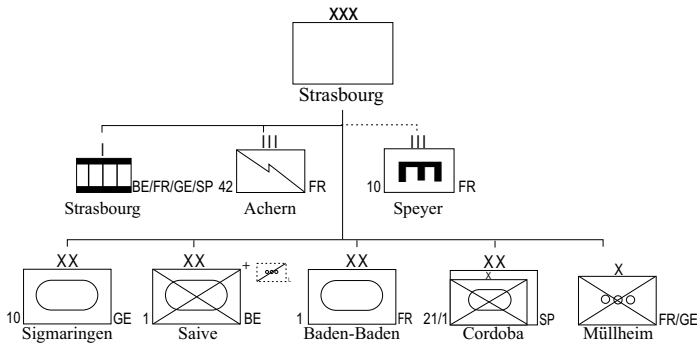 XXX
Strasbourg
I
III
III
BE/FR/GE/SP
42
FR
10
FR
Strasbourg
Achern
Speyer
XX
XX
XX
XX
X
X
+
10
GE
1
BE
1
FR
21/1
SP
FR/GE
Sigmaringen
Saive
Baden-Baden
Cordoba
Müllheim